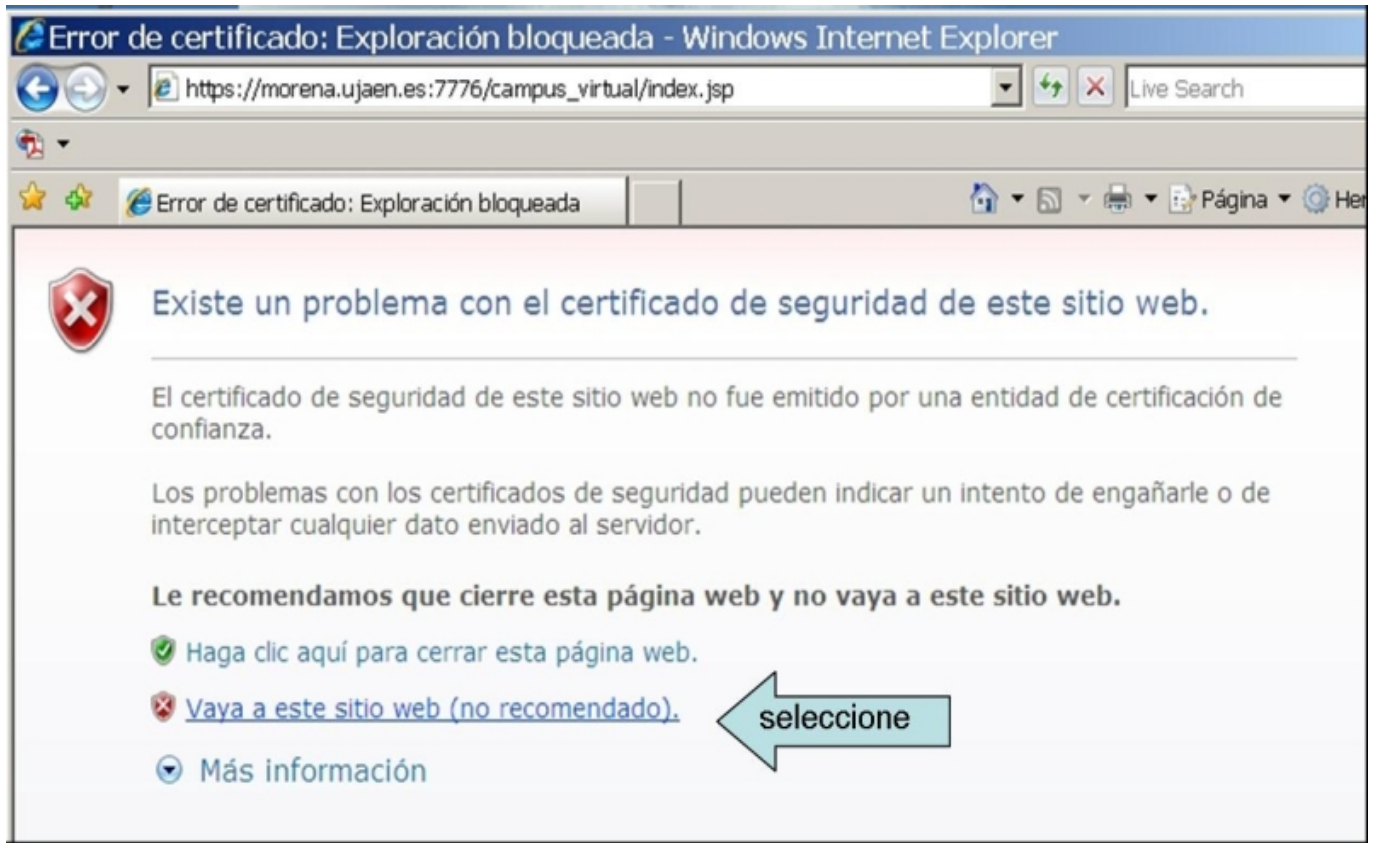 Error de certificado: Exploración bloqueada - Windows Internet Explorer
https://morena.ujaen.es:7776/campus_virtual/index.jsp
Live Search
Error de certificado: Exploración bloqueada
Página
Her
Existe un problema con el certificado de seguridad de este sitio web.
El certificado de seguridad de este sitio web no fue emitido por una entidad de certificación de
confianza.
Los problemas con los certificados de seguridad pueden indicar un intento de engañarle o de
interceptar cualquier dato enviado al servidor.
Le recomendamos que cierre esta página web y no vaya a este sitio web.
Haga clic aquí para cerrar esta página web.
Vaya a este sitio web (no recomendado).
seleccione
Más información